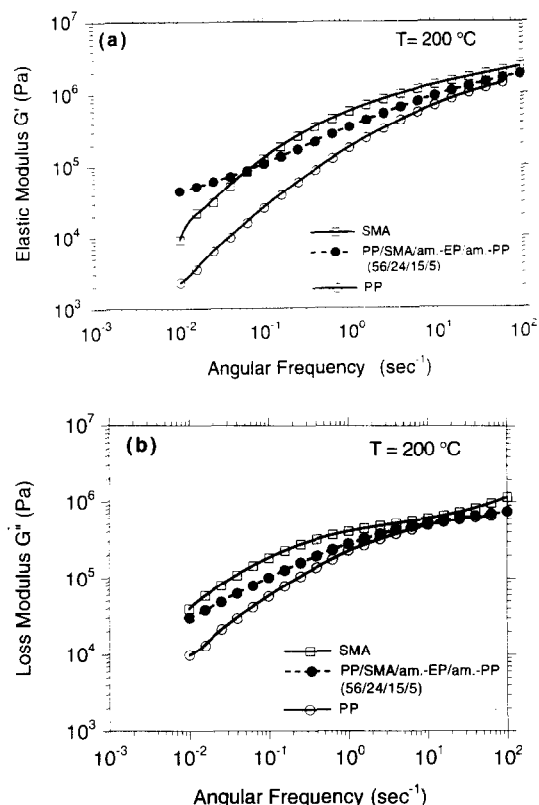 (a)
T= 200 °C
Elastic Modulus G' (Pa)
10⁷
10⁶
10⁵
10⁴
10³
SMA
PP/SMA/am.-EP/am.-PP
(56/24/15/5)
PP
10⁻³ 10⁻² 10⁻¹ 10⁰ 10¹ 10²
Angular Frequency (sec⁻¹)
(b)
T = 200 °C
Loss Modulus G" (Pa)
10⁷
10⁶
10⁵
10⁴
10³
SMA
PP/SMA/am.-EP/am.-PP
(56/24/15/5)
PP
10⁻³ 10⁻² 10⁻¹ 10⁰ 10¹ 10²
Angular Frequency (sec⁻¹)